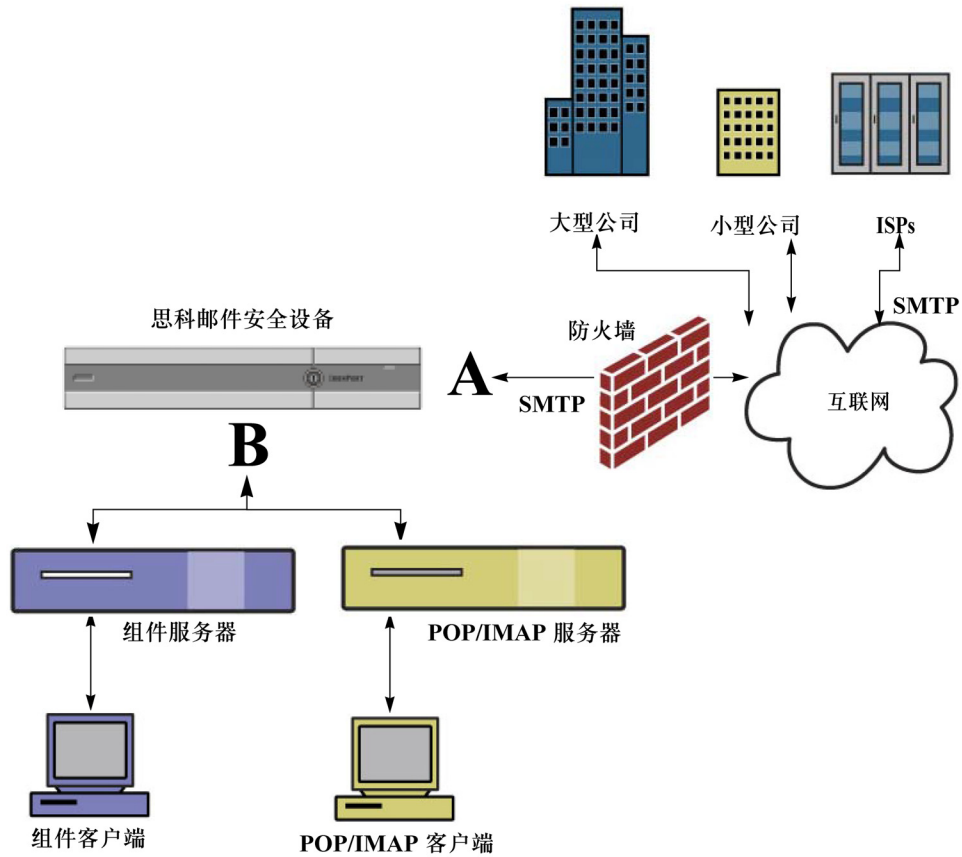 大型公司
小型公司
ISPs
SMTP
思科邮件安全设备
防火墙
A
SMTP
互联网
B
组件服务器
POP/IMAP 服务器
组件客户端
POP/IMAP 客户端